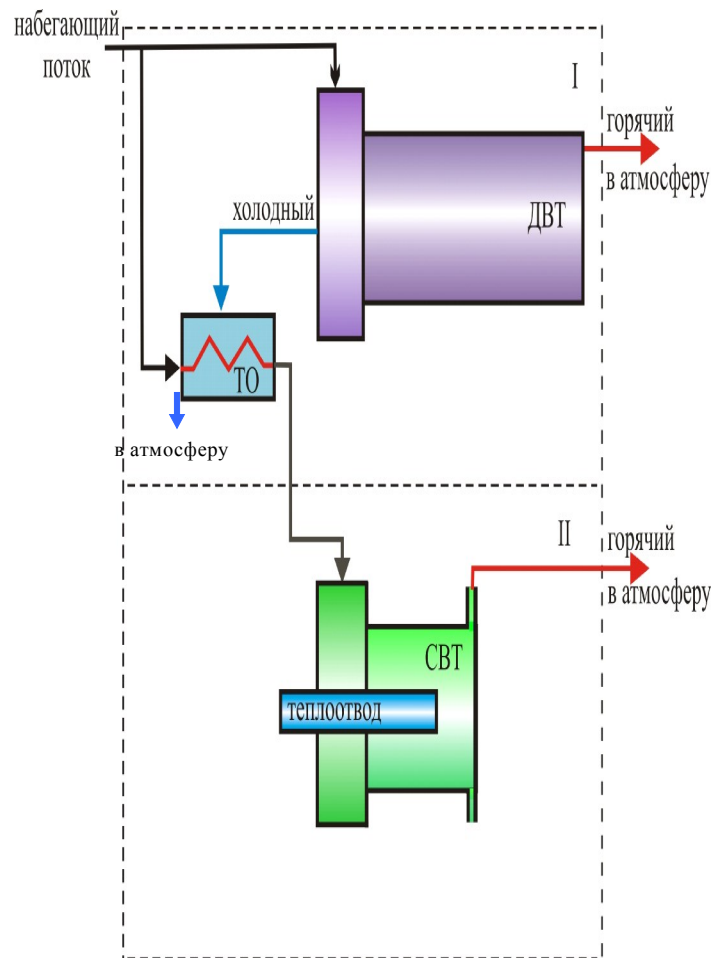 набегающий
поток
I
горячий
в атмосферу
холодный
ДВТ
ТО
в атмосферу
II
горячий
в атмосферу
СВТ
теплоотвод